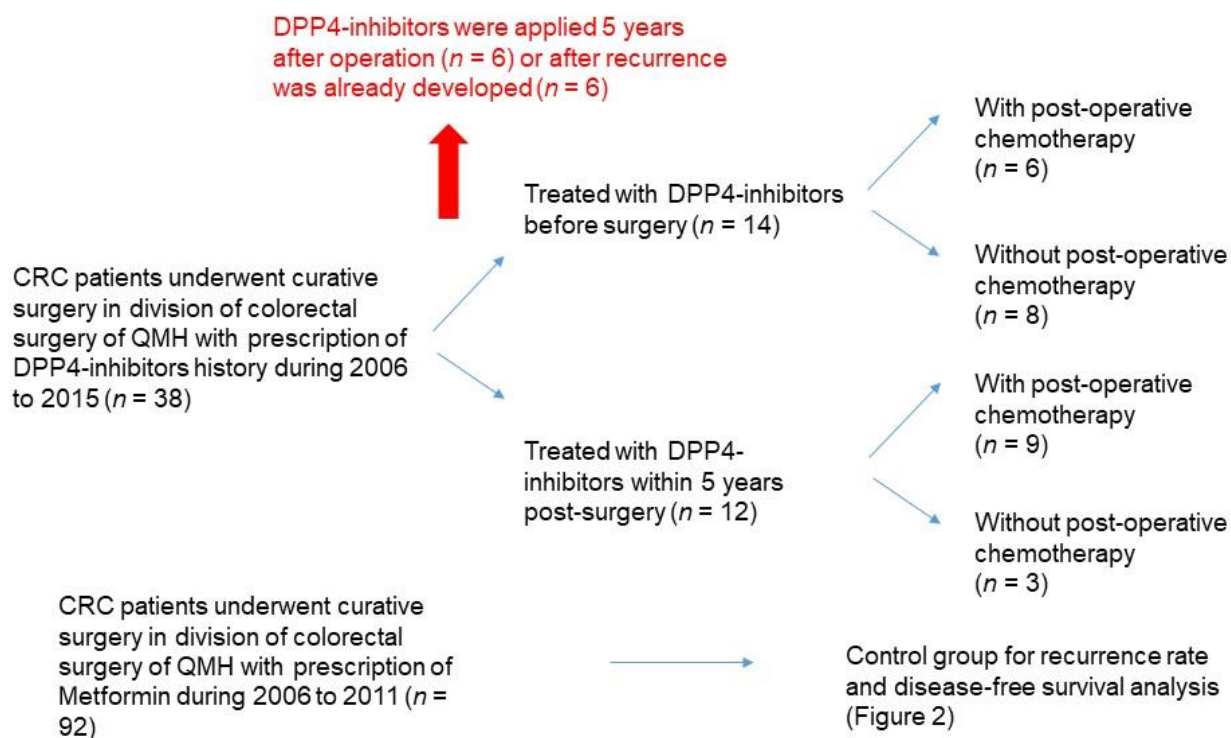 DPP4-inhibitors were applied 5 years
after operation (n = 6) or after recurrence
was already developed (n = 6)
With post-operative
chemotherapy
(n = 6)
Treated with DPP4-inhibitors
before surgery (n = 14)
Without post-operative
chemotherapy
(n = 8)
CRC patients underwent curative
surgery in division of colorectal
surgery of QMH with prescription of
DPP4-inhibitors history during 2006
to 2015 (n = 38)
With post-operative
chemotherapy
(n = 9)
Treated with DPP4-
inhibitors within 5 years
post-surgery (n = 12)
Without post-operative
chemotherapy
(n = 3)
CRC patients underwent curative
surgery in division of colorectal
surgery of QMH with prescription of
Metformin during 2006 to 2011 (n =
92)
Control group for recurrence rate
and disease-free survival analysis
(Figure 2)